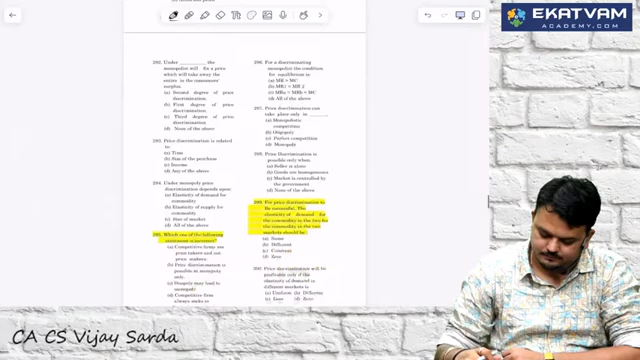 EKATVAM
ACADEMY.COM
292. Under ________ the
monopolist will fix a price
which will take away the
entire in the consumers'
surplus.
(a) Second degree of price
discrimination.
(b) First degree of price
discrimination
(c) Third degree of price
discrimination
(d) None of the above
293. Price discrimination is related
to:
(a) Time
(b) Size of the purchase
(c) Income
(d) Any of the above
294. Under monopoly price
discrimination depends upon
(a) Elasticity of demand for
commodity
(b) Elasticity of supply for
commodity
(c) Size of market
(d) All of the above
295. Which one of the following
statement is incorrect?
(a) Competitive firms are
price takers and not
price makers
(b) Price discrimination is
possible in monopoly
only.
(c) Duopoly may lead to
monopoly
(d) Competitive firm
always seeks to
296. For a discriminating
monopolist the condition for
equilibrium is:
(a) MR = MC
(d) All of the above
297. Price discrimination can
take place only in ______.
(a) Monopolistic
competition
(b) Oligopoly
(c) Perfect competition
(d) Monopoly
298. Price Discrimination is
possible only when
(a) Seller is alone
(b) Goods are homogeneous
(c) Market is controlled by
the government
(d) None of the above
299. For price discrimination to
be successful, The
elasticity of demand for
the commodity in the two
markets should be:
(a) Same
(b) Different
(c) Constant
(d) Zero
Price discrimination will be
profitable only if the
elasticity of demand in
different markets is
(a) Uniform (b) Different
(c) Less (d) Zero
CA CS Vijay Sarda